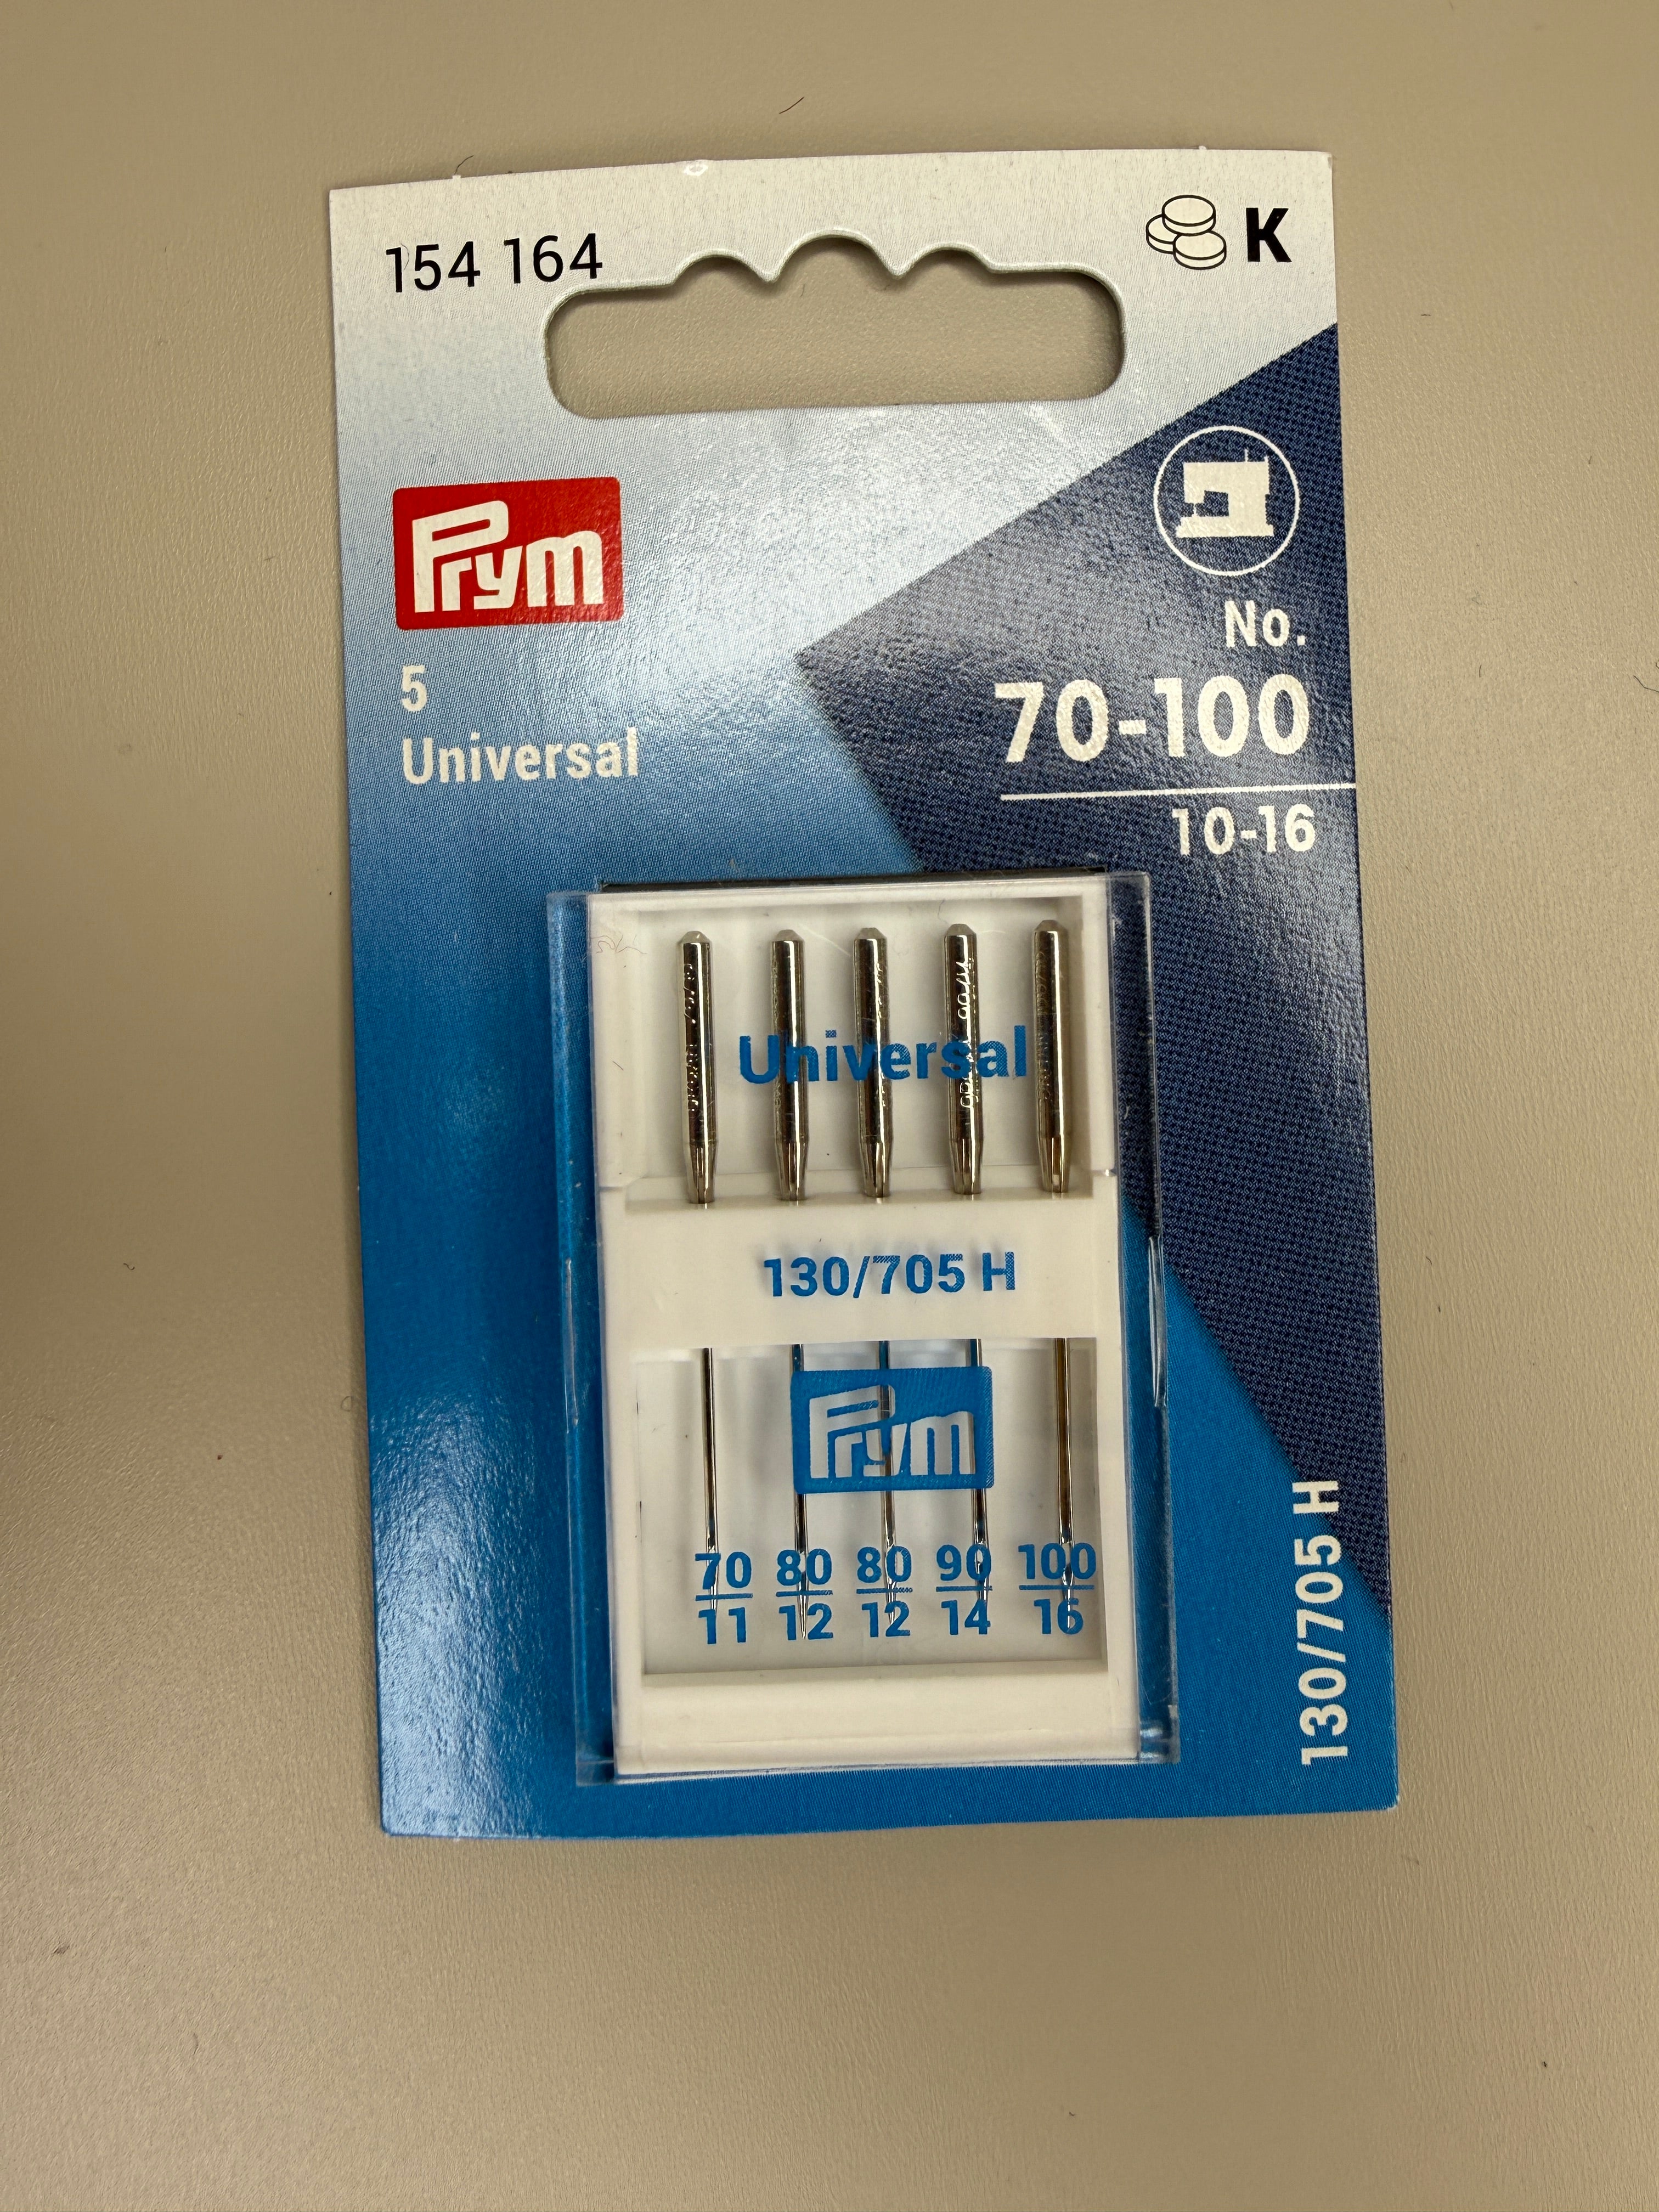 154 164
K
Prym
5
Universal
No.
70-100
10-16
Universal
130/705 H
Prym
70 80 80 90 100
11 12 12 14 16
130/705 H